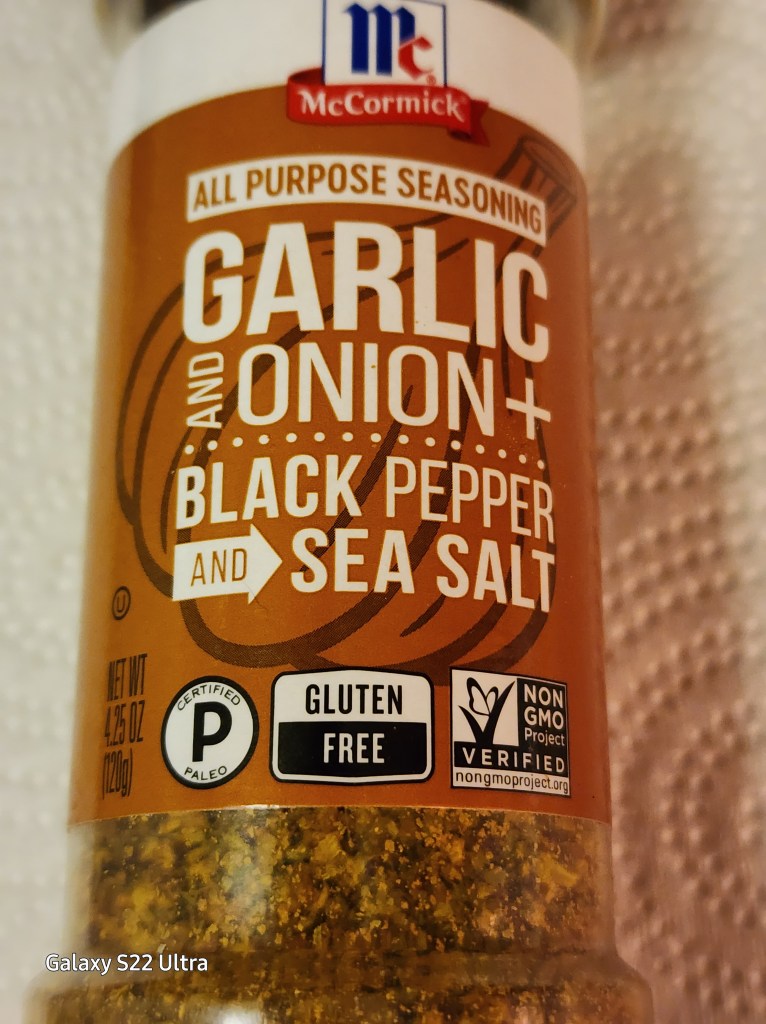 Mc
McCormick
ALL PURPOSE SEASONING
GARLIC
AND ONION+
BLACK PEPPER
AND SEA SALT
U
NET WT
4.25 OZ
(120g)
CERTIFIED
P
PALEO
GLUTEN
FREE
NON
GMO
Project
VERIFIED
nongmoproject.org
Galaxy S22 Ultra